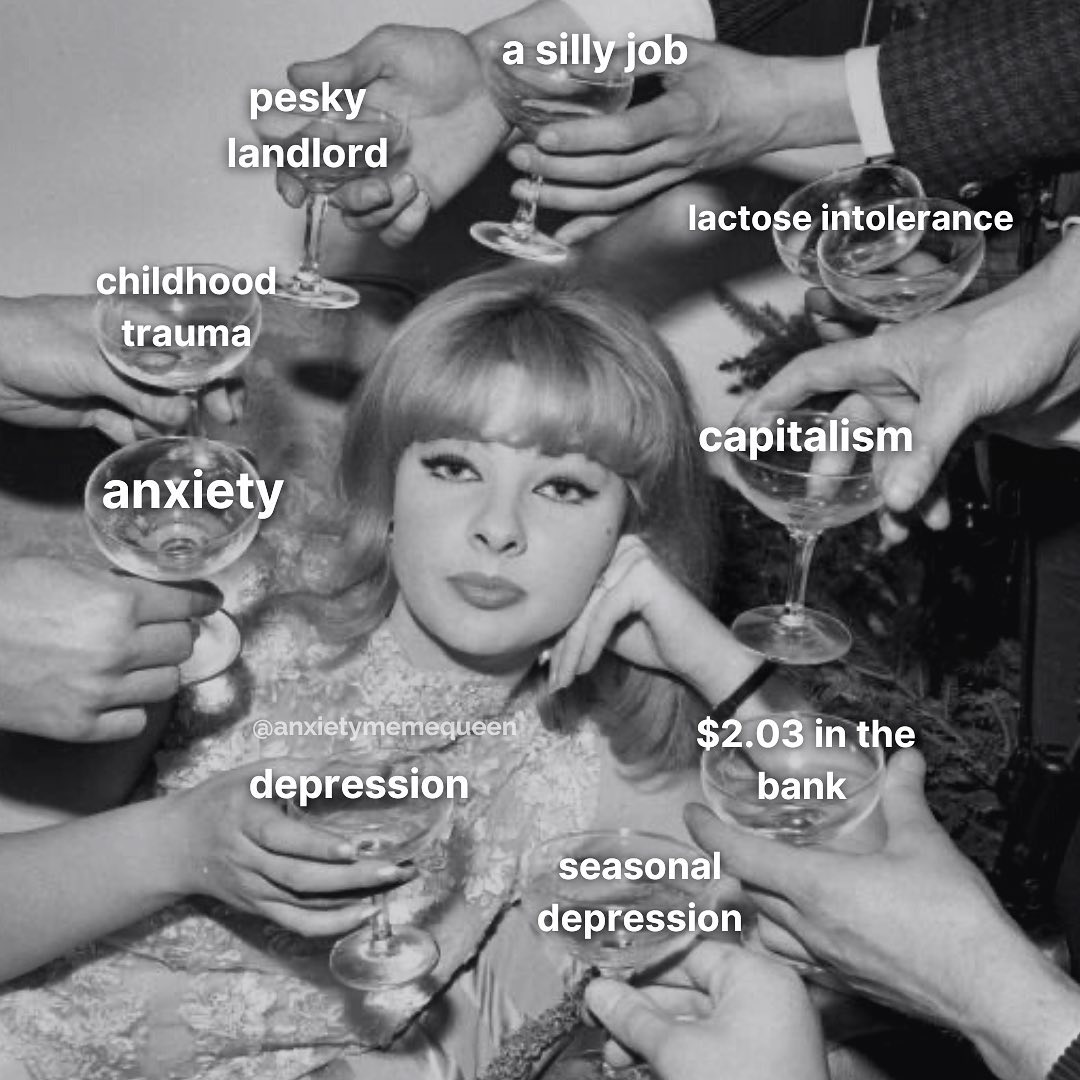 a silly job
pesky
landlord
lactose intolerance
childhood
trauma
capitalism
anxiety
@anxietymemequeen
$2.03 in the
bank
depression
seasonal
depression